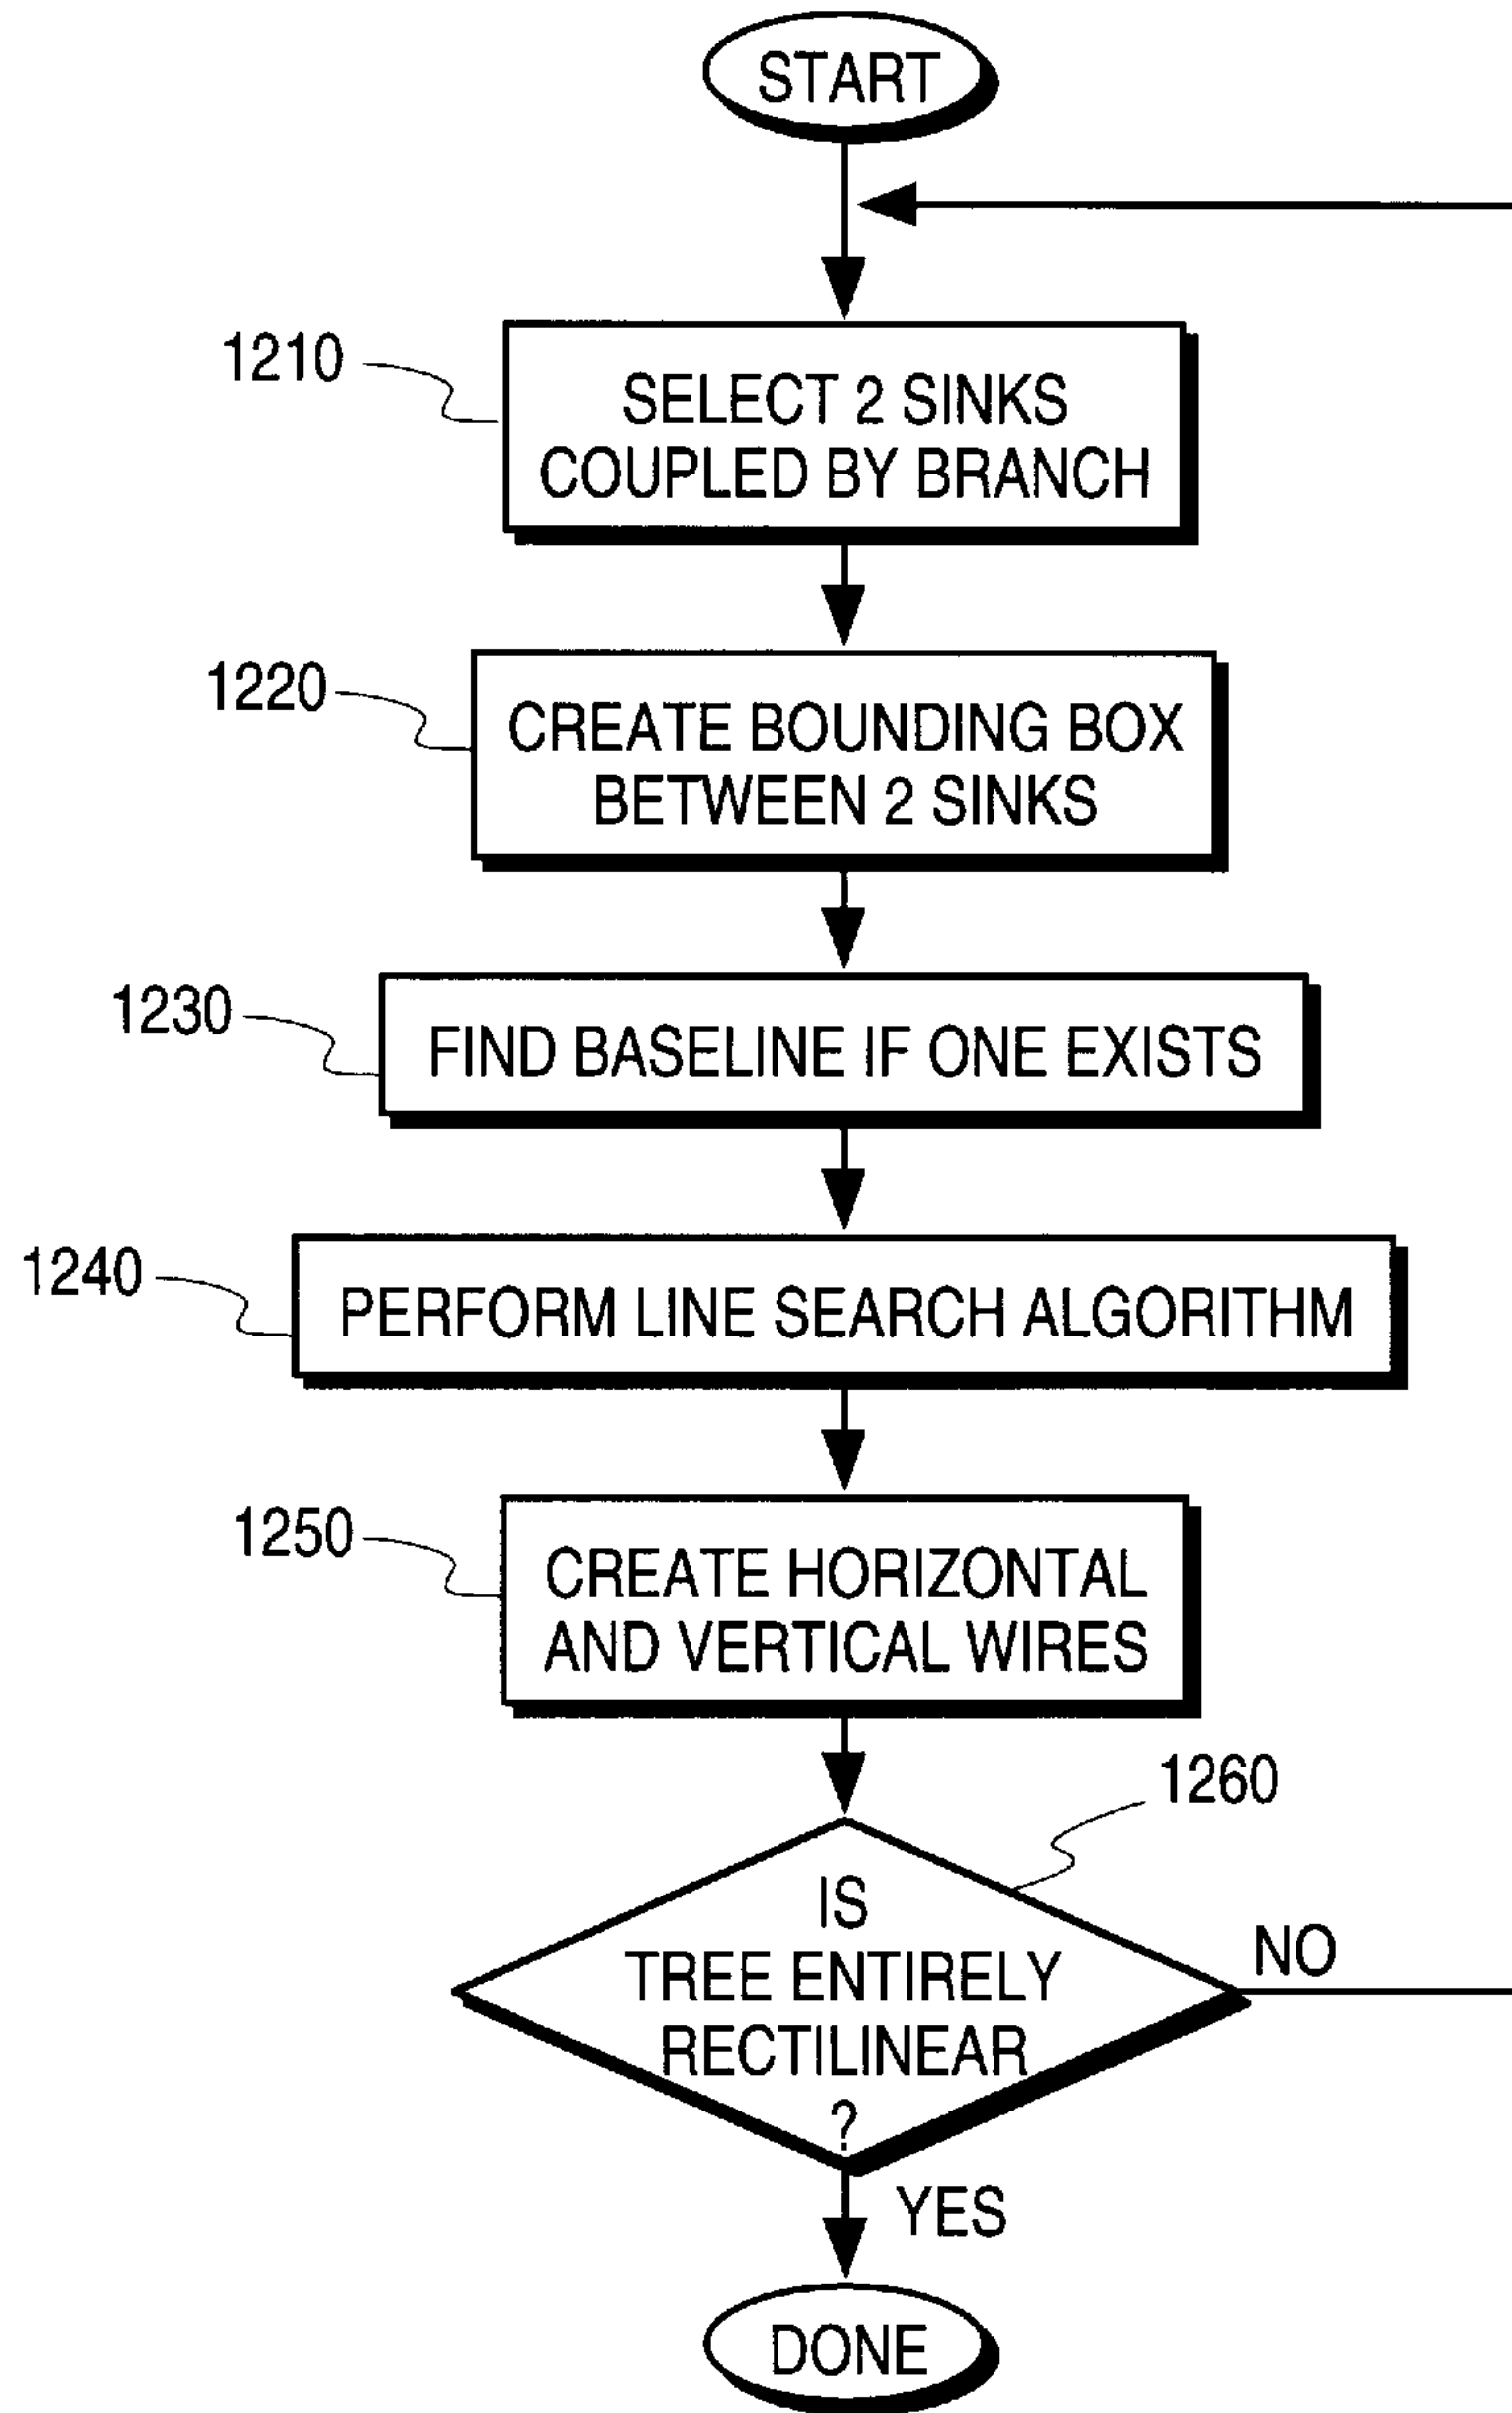 START
1210
SELECT 2 SINKS
COUPLED BY BRANCH
1220
CREATE BOUNDING BOX
BETWEEN 2 SINKS
1230
FIND BASELINE IF ONE EXISTS
1240
PERFORM LINE SEARCH ALGORITHM
1250
CREATE HORIZONTAL
AND VERTICAL WIRES
1260
IS
TREE ENTIRELY
RECTILINEAR
?
NO
YES
DONE